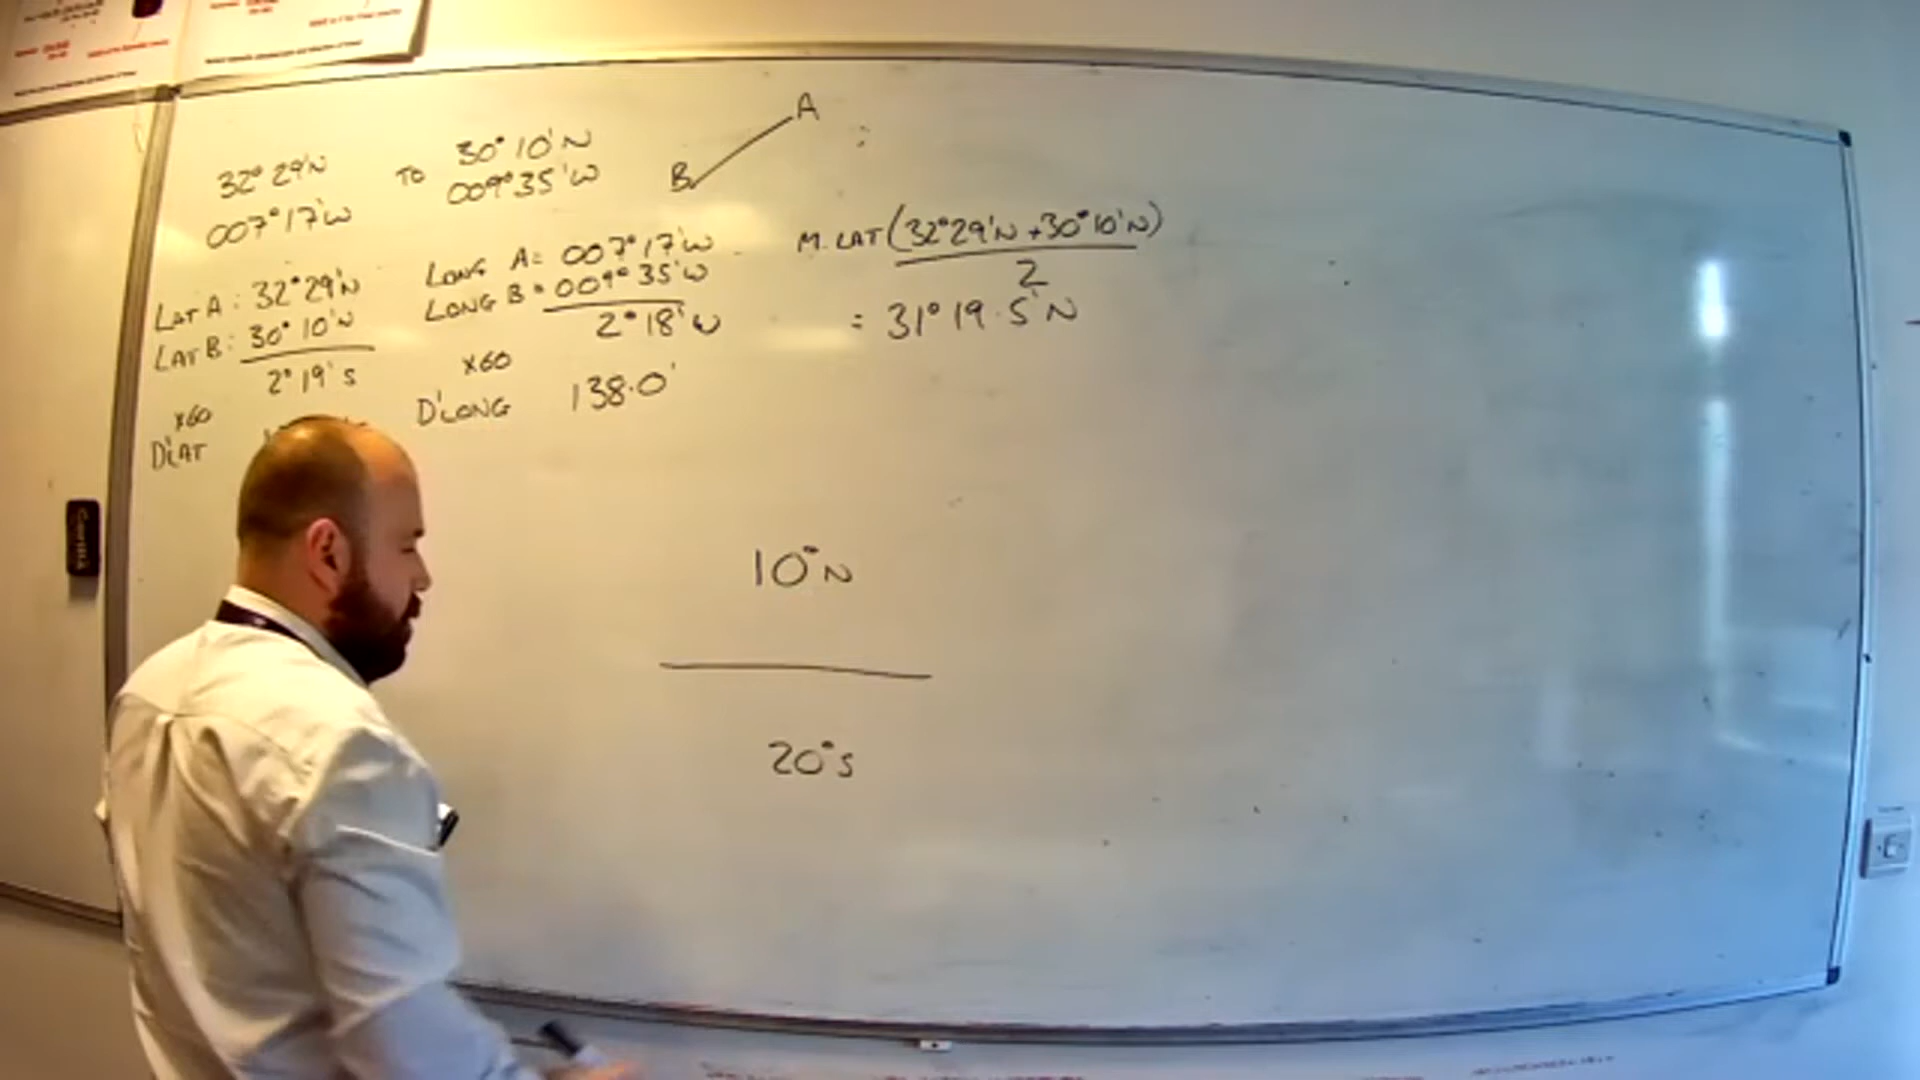 32° 29'N
007° 17'W
TO
30° 10'N
009° 35'W
A
B
LAT A : 32° 29'N
LAT B : 30° 10'N
2° 19' S
x60
D'LAT
LONG A = 007° 17'W
LONG B = 009° 35'W
2° 18' W
x60
D'LONG 138.0'
M. LAT (32° 29'N + 30° 10'N)
2
= 31° 19.5' N
10° N
20° S